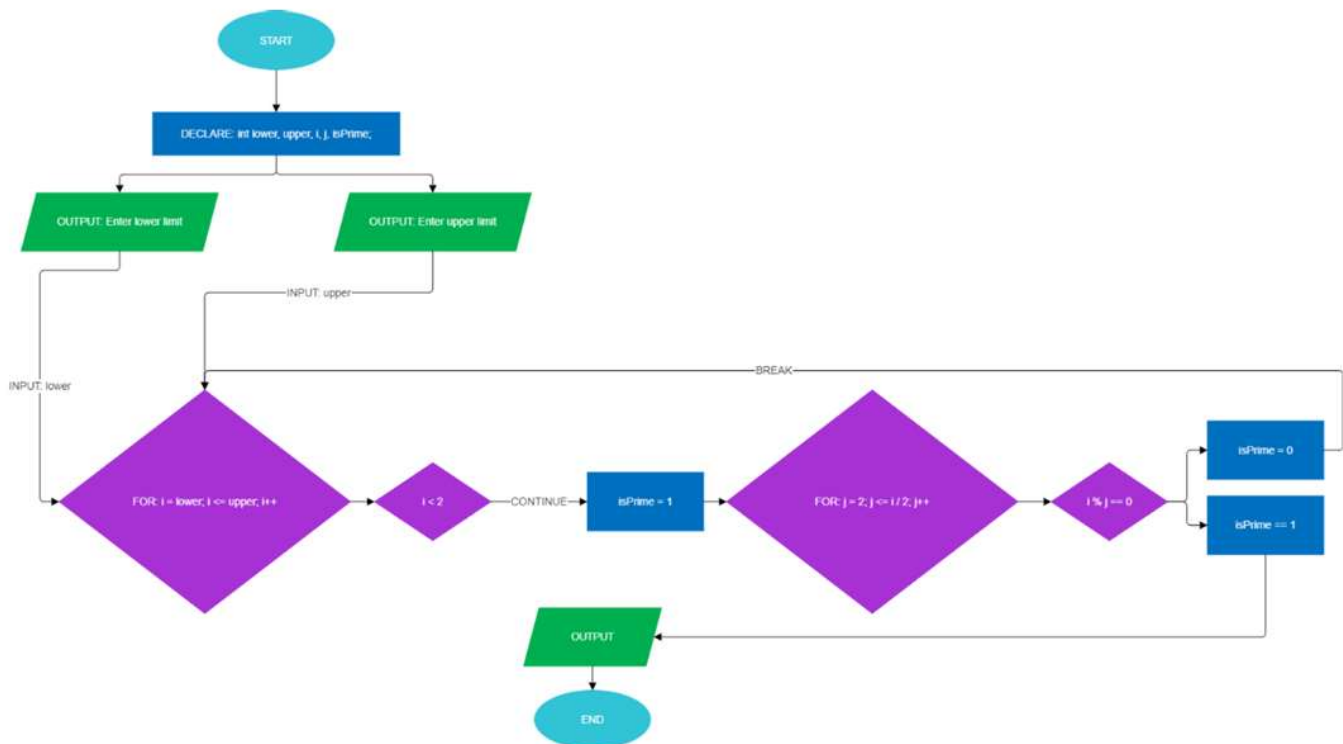 START
DECLARE: int lower, upper, i, j, isPrime;
OUTPUT: Enter lower limit
OUTPUT: Enter upper limit
INPUT: upper
INPUT: lower
BREAK
FOR: i = lower; i <= upper; i++
i < 2
CONTINUE
isPrime = 1
FOR: j = 2; j <= i / 2; j++
i % j == 0
isPrime = 0
isPrime == 1
OUTPUT
END